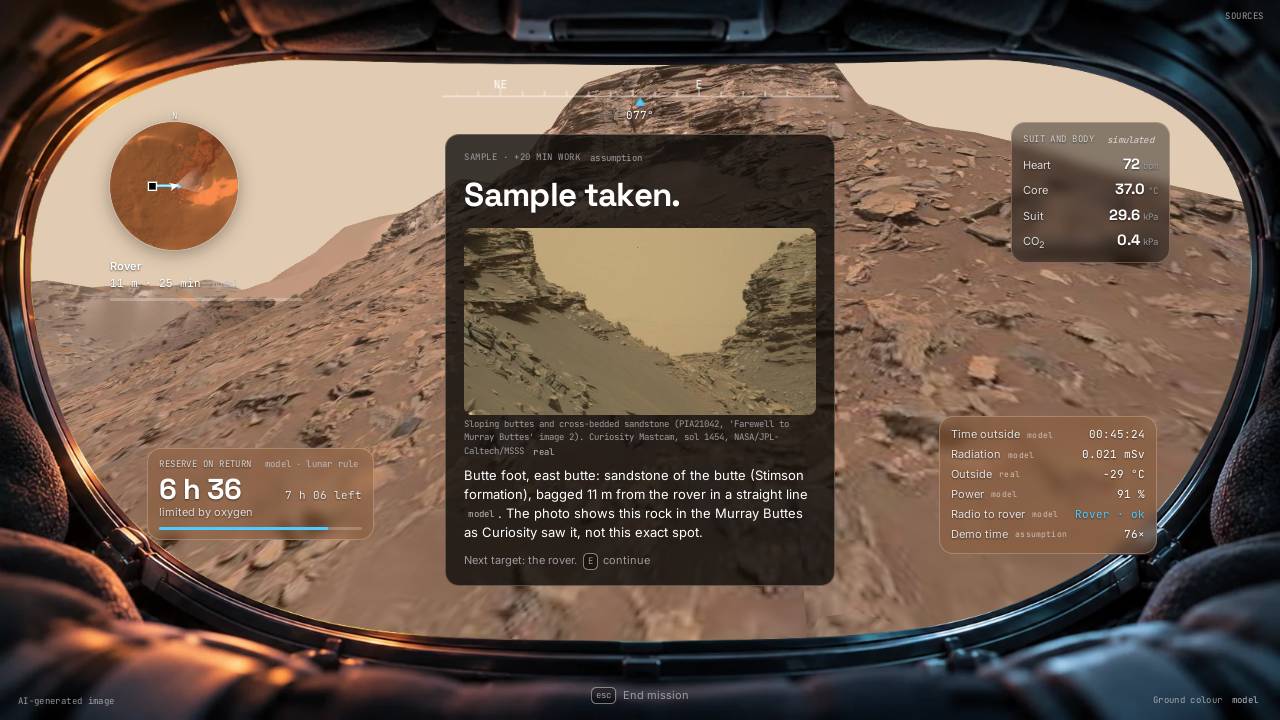 SOURCES
NE E
077°
N
Rover
11 m · 25 min
SAMPLE · +20 MIN WORK assumption
Sample taken.
Sloping buttes and cross-bedded sandstone (PIA21042, 'Farewell to
Murray Buttes' image 2). Curiosity Mastcam, sol 1454, NASA/JPL-
Caltech/MSSS real
Butte foot, east butte: sandstone of the butte (Stimson
formation), bagged 11 m from the rover in a straight line
model . The photo shows this rock in the Murray Buttes
as Curiosity saw it, not this exact spot.
Next target: the rover. E continue
SUIT AND BODY simulated
Heart 72 bpm
Core 37.0 °C
Suit 29.6 kPa
CO2 0.4 kPa
RESERVE ON RETURN model · lunar rule
6 h 36 7 h 06 left
limited by oxygen
Time outside model 00:45:24
Radiation model 0.021 mSv
Outside real -29 °C
Power model 91 %
Radio to rover model Rover · ok
Demo time assumption 76×
AI-generated image
esc End mission
Ground colour model